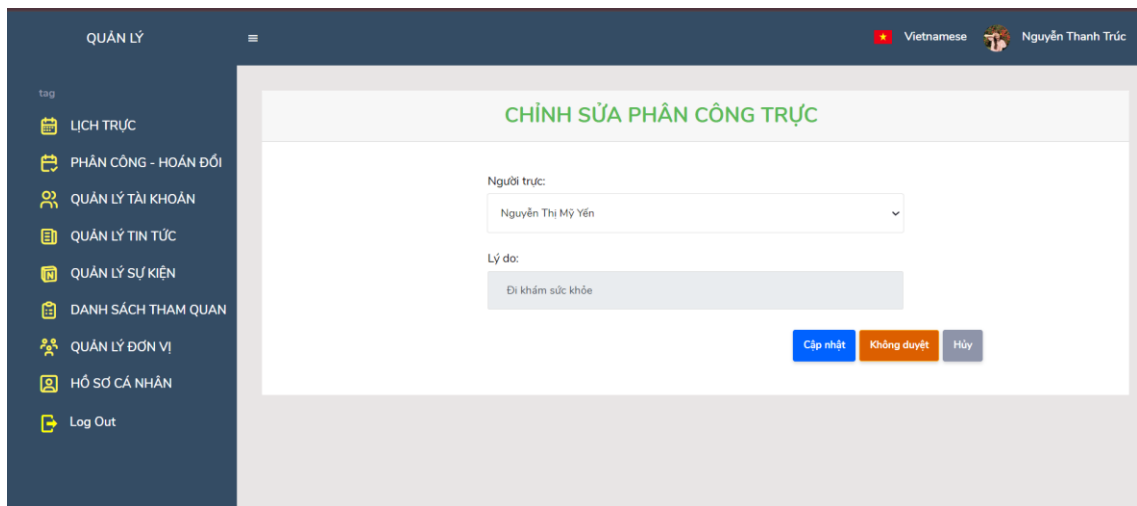 QUẢN LÝ
Vietnamese
Nguyễn Thanh Trúc
tag
LỊCH TRỰC
PHÂN CÔNG - HOÁN ĐỔI
QUẢN LÝ TÀI KHOẢN
QUẢN LÝ TIN TỨC
QUẢN LÝ SỰ KIỆN
DANH SÁCH THAM QUAN
QUẢN LÝ ĐƠN VỊ
HỒ SƠ CÁ NHÂN
Log Out
CHỈNH SỬA PHÂN CÔNG TRỰC
Người trực:
Nguyễn Thị Mỹ Yến
Lý do:
Đi khám sức khỏe
Cập nhật
Không duyệt
Hủy